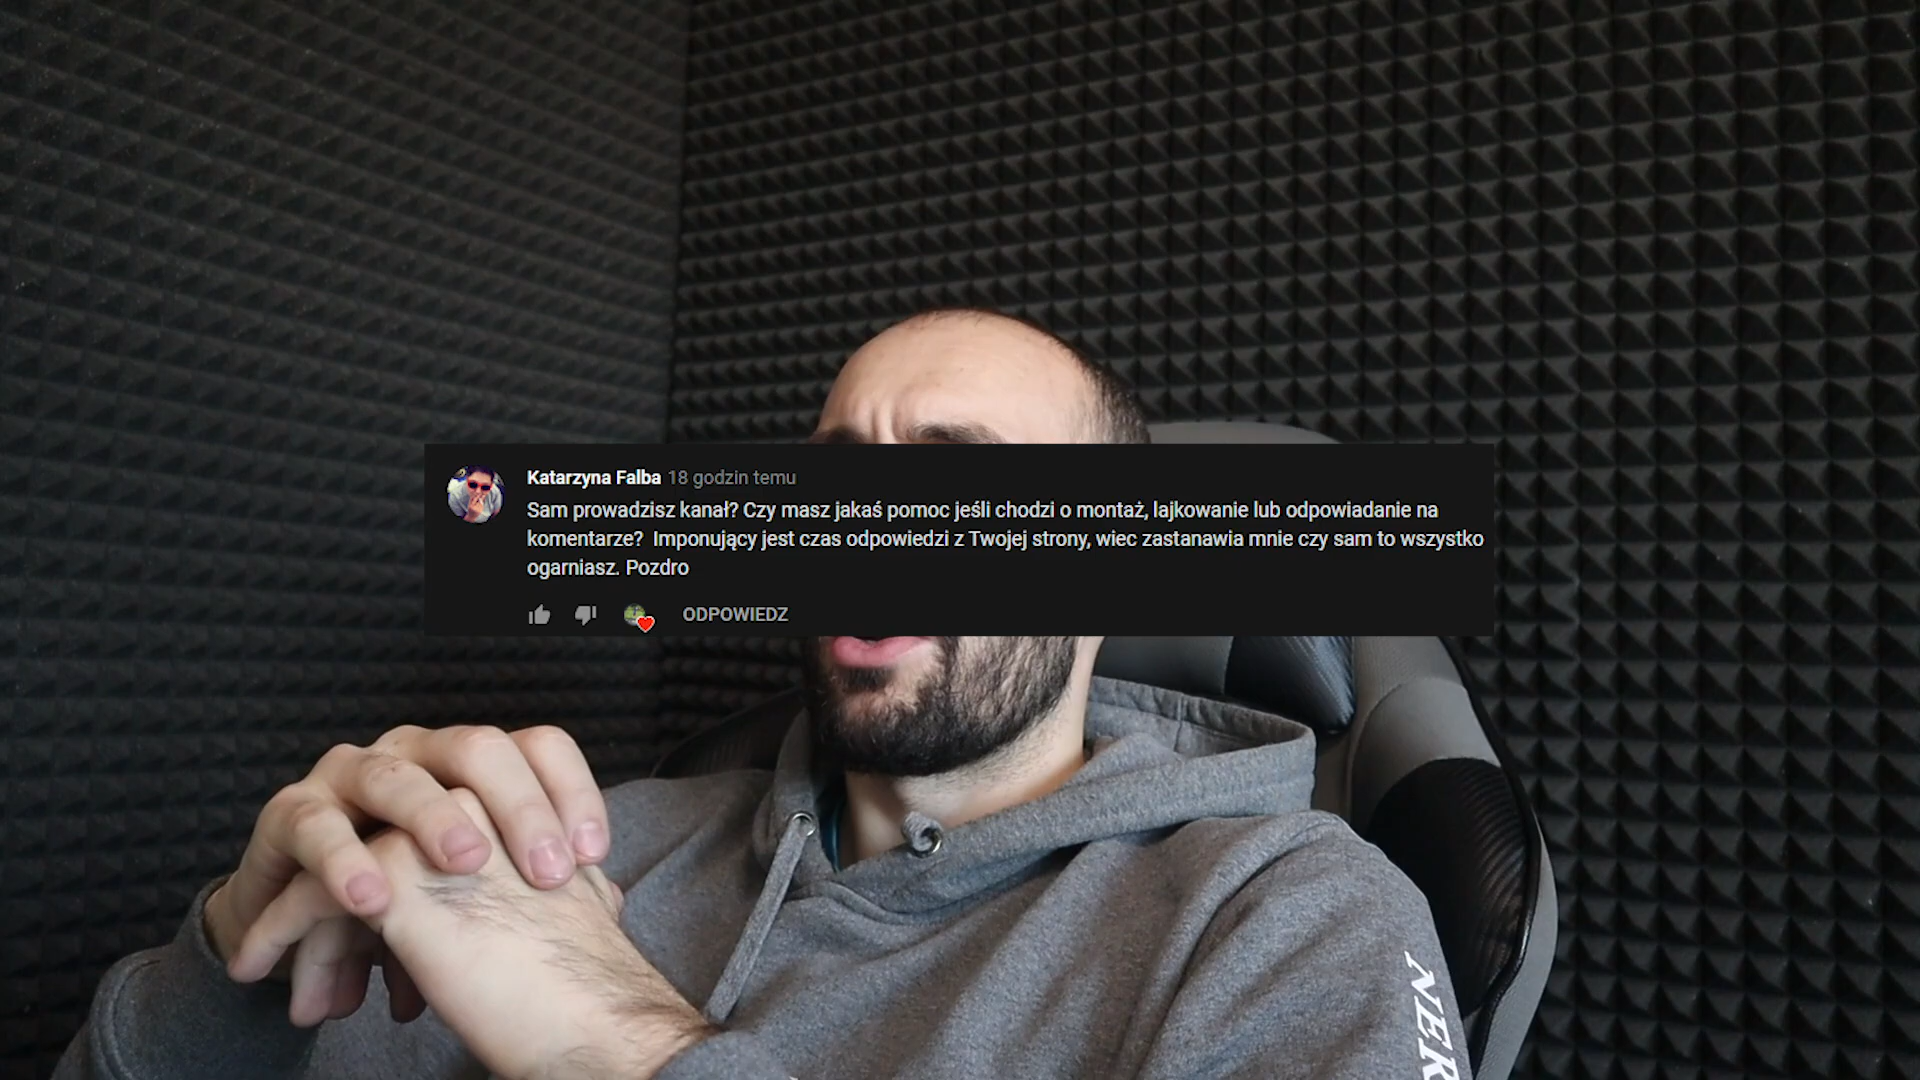 Katarzyna Falba 18 godzin temu
Sam prowadzisz kanał? Czy masz jakaś pomoc jeśli chodzi o montaż, lajkowanie lub odpowiadanie na
komentarze?  Imponujący jest czas odpowiedzi z Twojej strony, wiec zastanawia mnie czy sam to wszystko
ogarniasz. Pozdro
ODPOWIEDZ